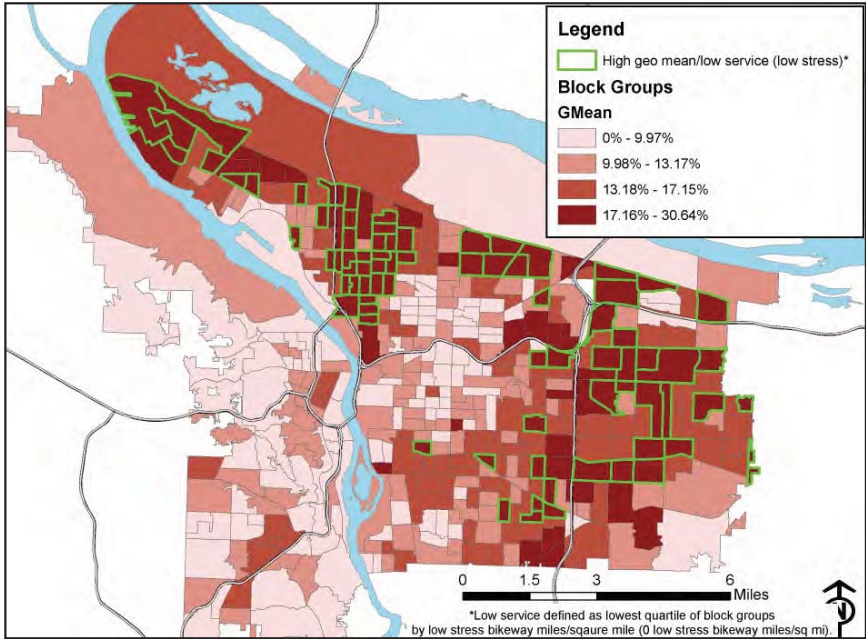 Legend
High geo mean/low service (low stress)*
Block Groups
GMean
0% - 9.97%
9.98% - 13.17%
13.18% - 17.15%
17.16% - 30.64%
0 1.5 3 6
Miles
*Low service defined as lowest quartile of block groups
by low stress bikeway miles/sqaure mile (0 low stress bikeway miles/sq mi).
N